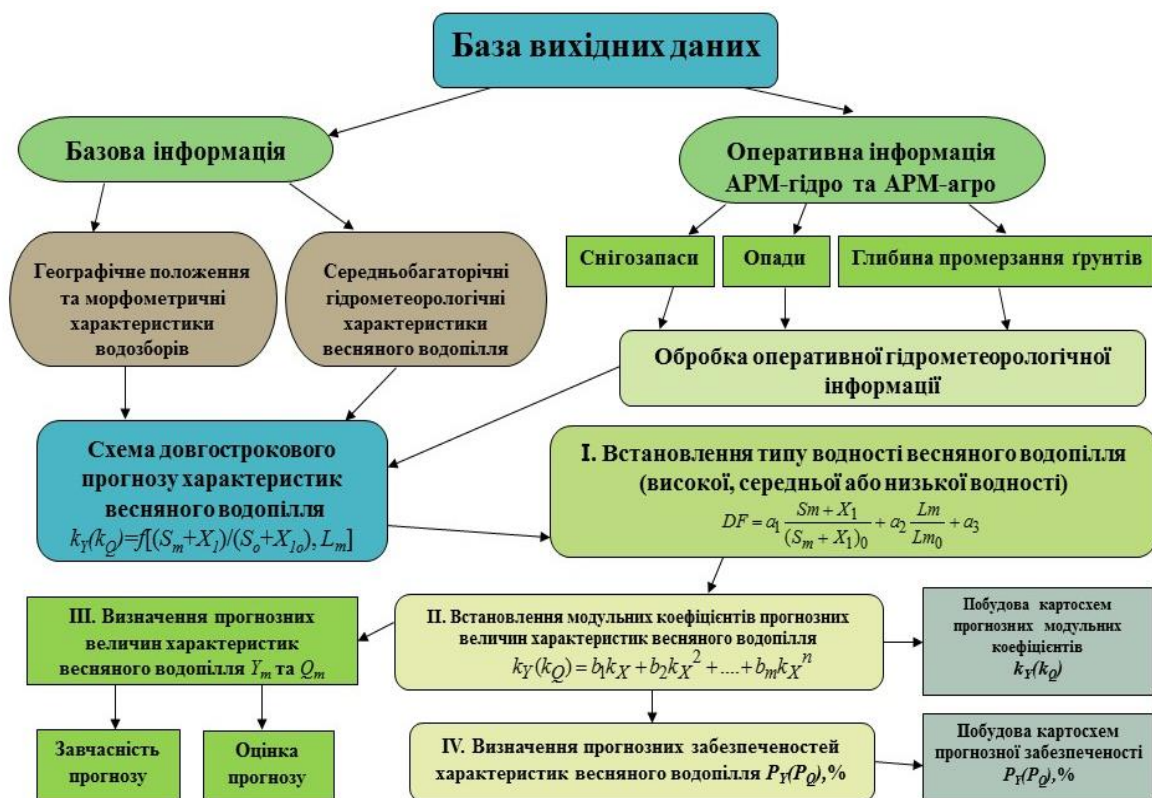 База вихідних даних
Базова інформація
Оперативна інформація
АРМ-гідро та АРМ-агро
Географічне положення
та морфометричні
характеристики
водозборів
Середньобагаторічні
гідрометеорологічні
характеристики
весняного водопілля
Снігозапаси
Опади
Глибина промерзання ґрунтів
Обробка оперативної гідрометеорологічної
інформації
Схема довгострокового
прогнозу характеристик
весняного водопілля
k_Y(k_Q)=f[(S_m+X_1)/(S_o+X_{1o}), L_m]
I. Встановлення типу водності весняного водопілля
(високої, середньої або низької водності)
DF = a_1 \frac{Sm + X_1}{(S_m + X_1)_0} + a_2 \frac{Lm}{Lm_0} + a_3
III. Визначення прогнозних
величин характеристик
весняного водопілля Y_m та Q_m
II. Встановлення модульних коефіцієнтів прогнозних
величин характеристик весняного водопілля
k_Y(k_Q) = b_1k_X + b_2k_X^2 + .... + b_mk_X^n
Побудова картосхем
прогнозних модульних
коефіцієнтів
k_Y(k_Q)
Завчасність
прогнозу
Оцінка
прогнозу
IV. Визначення прогнозних забезпеченостей
характеристик весняного водопілля P_Y(P_Q),%
Побудова картосхем
прогнозної забезпеченості
P_Y(P_Q),%